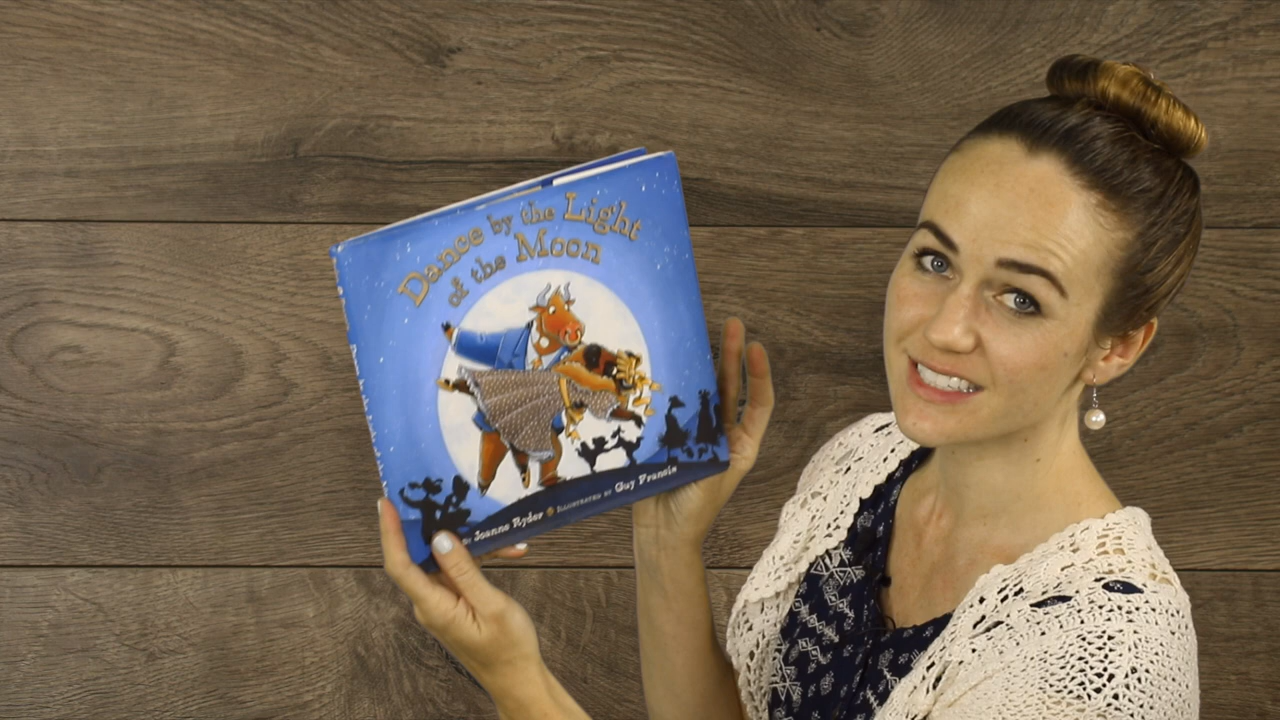 Dance by the Light
of the Moon
BY Joanne Ryder ILLUSTRATED BY Guy Francis